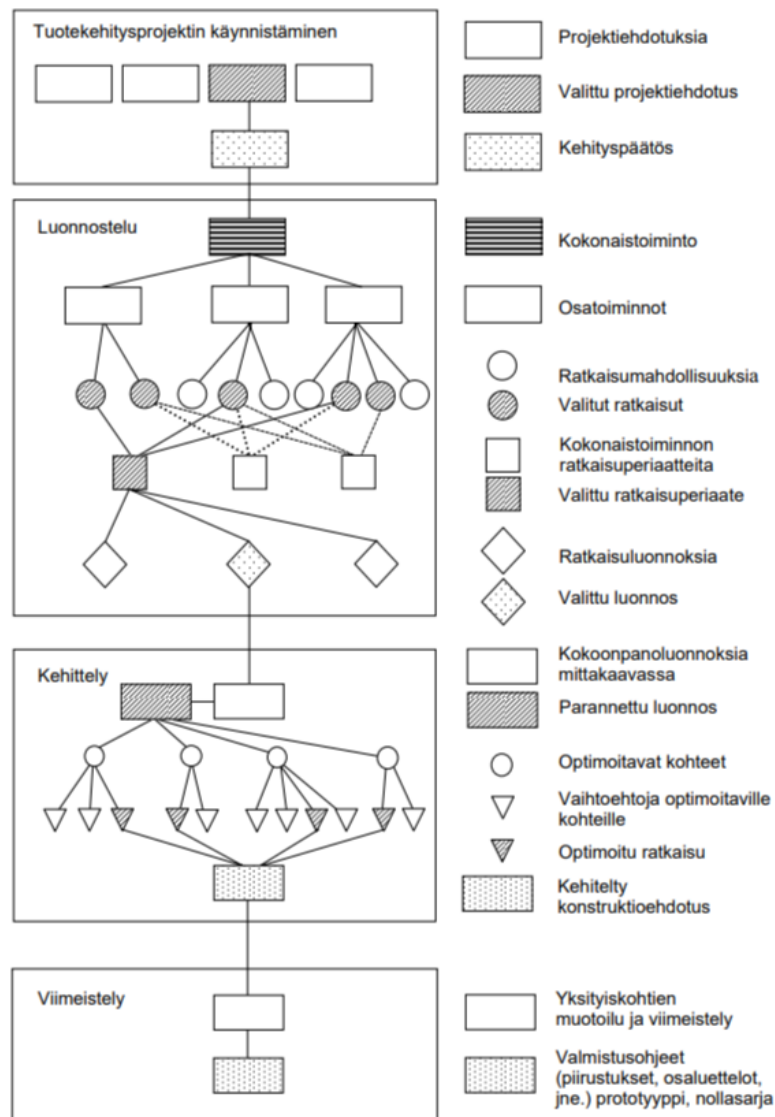 Tuotekehitysprojektin käynnistäminen
Projektiehdotuksia
Valittu projektiehdotus
Kehityspäätös
Luonnostelu
Kokonaistoiminto
Osatoiminnot
Ratkaisumahdollisuuksia
Valitut ratkaisut
Kokonaistoiminnon
ratkaisuperiaatteita
Valittu ratkaisuperiaate
Ratkaisuluonnoksia
Valittu luonnos
Kehittely
Kokoonpanoluonnoksia
mittakaavassa
Parannettu luonnos
Optimoitavat kohteet
Vaihtoehtoja optimoitaville
kohteille
Optimoitu ratkaisu
Kehitelty
konstruktioehdotus
Viimeistely
Yksityiskohtien
muotoilu ja viimeistely
Valmistusohjeet
(piirustukset, osaluettelot,
jne.) prototyyppi, nollasarja